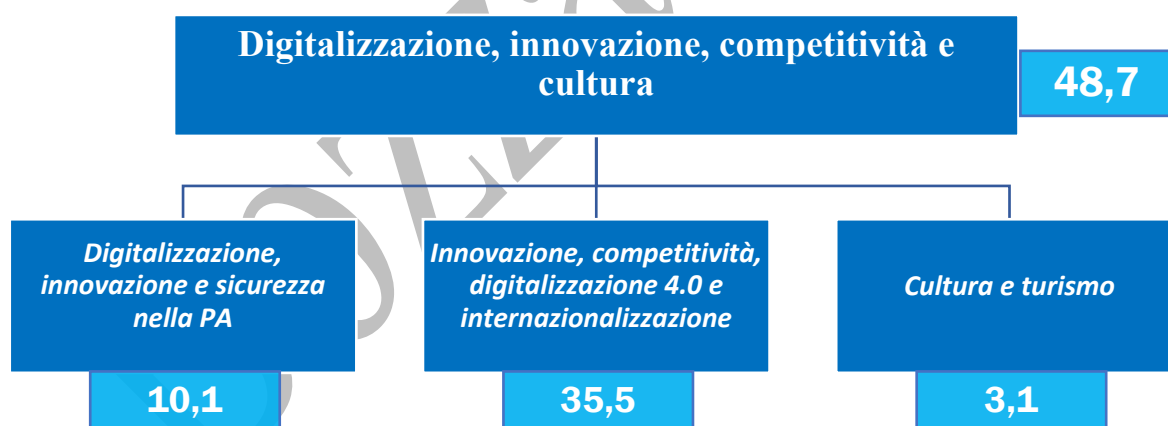 Digitalizzazione, innovazione, competitività e
cultura
48,7
Digitalizzazione,
innovazione e sicurezza
nella PA
10,1
Innovazione, competitività,
digitalizzazione 4.0 e
internazionalizzazione
35,5
Cultura e turismo
3,1